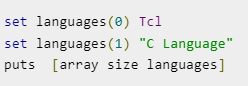 set languages(0) Tcl
set languages(1) "C Language"
puts  [array size languages]